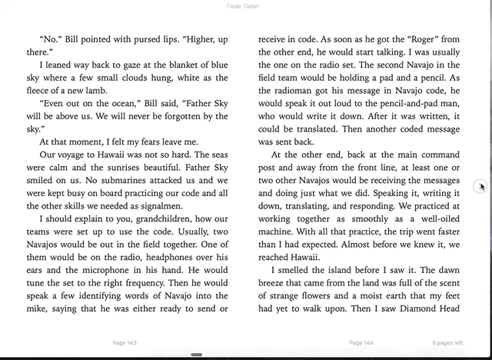 Code Talker
“No.” Bill pointed with pursed lips. “Higher, up
there.”
I leaned way back to gaze at the blanket of blue
sky where a few small clouds hung, white as the
fleece of a new lamb.
“Even out on the ocean,” Bill said, “Father Sky
will be above us. We will never be forgotten by the
sky.”
At that moment, I felt my fears leave me.
Our voyage to Hawaii was not so hard. The seas
were calm and the sunrises beautiful. Father Sky
smiled on us. No submarines attacked us and we
were kept busy on board practicing our code and all
the other skills we needed as signalmen.
I should explain to you, grandchildren, how our
teams were set up to use the code. Usually, two
Navajos would be out in the field together. One of
them would be on the radio, headphones over his
ears and the microphone in his hand. He would
tune the set to the right frequency. Then he would
speak a few identifying words of Navajo into the
mike, saying that he was either ready to send or
Page 143
receive in code. As soon as he got the “Roger” from
the other end, he would start talking. I was usually
the one on the radio set. The second Navajo in the
field team would be holding a pad and a pencil. As
the radioman got his message in Navajo code, he
would speak it out loud to the pencil-and-pad man,
who would write it down. After it was written, it
could be translated. Then another coded message
was sent back.
At the other end, back at the main command
post and away from the front line, at least one or
two other Navajos would be receiving the messages
and doing just what we did. Speaking it, writing it
down, translating, and responding. We practiced at
working together as smoothly as a well-oiled
machine. With all that practice, the trip went faster
than I had expected. Almost before we knew it, we
reached Hawaii.
I smelled the island before I saw it. The dawn
breeze that came from the land was full of the scent
of strange flowers and a moist earth that my feet
had yet to walk upon. Then I saw Diamond Head
Page 144
9 pages left